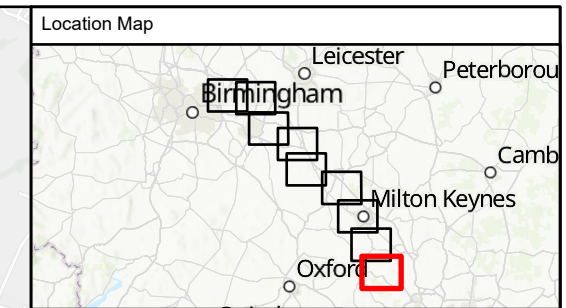 Location Map
Leicester
Peterborou
Birmingham
Camb
Milton Keynes
Oxford